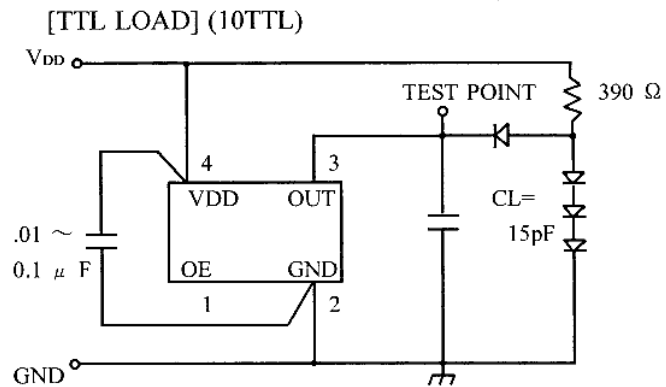 [TTL LOAD] (10TTL)
VDD
TEST POINT
390 Ω
4
3
VDD OUT
CL=
15pF
.01 ~
0.1 μ F
OE GND
1
2
GND